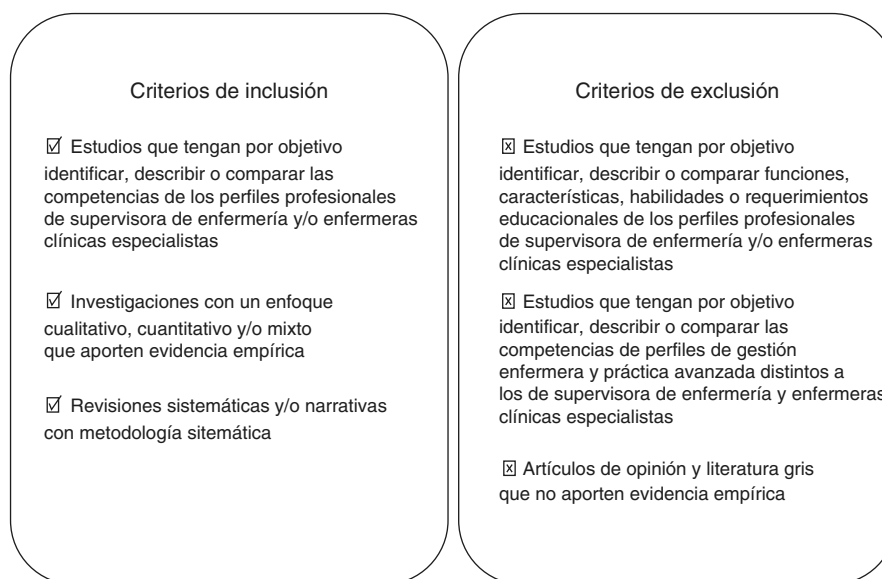 Criterios de inclusión
☑ Estudios que tengan por objetivo
identificar, describir o comparar las
competencias de los perfiles profesionales
de supervisora de enfermería y/o enfermeras
clínicas especialistas
☑ Investigaciones con un enfoque
cualitativo, cuantitativo y/o mixto
que aporten evidencia empírica
☑ Revisiones sistemáticas y/o narrativas
con metodología sitemática
Criterios de exclusión
☒ Estudios que tengan por objetivo
identificar, describir o comparar funciones,
características, habilidades o requerimientos
educacionales de los perfiles profesionales
de supervisora de enfermería y/o enfermeras
clínicas especialistas
☒ Estudios que tengan por objetivo
identificar, describir o comparar las
competencias de perfiles de gestión
enfermera y práctica avanzada distintos a
los de supervisora de enfermería y enfermeras
clínicas especialistas
☒ Artículos de opinión y literatura gris
que no aporten evidencia empírica